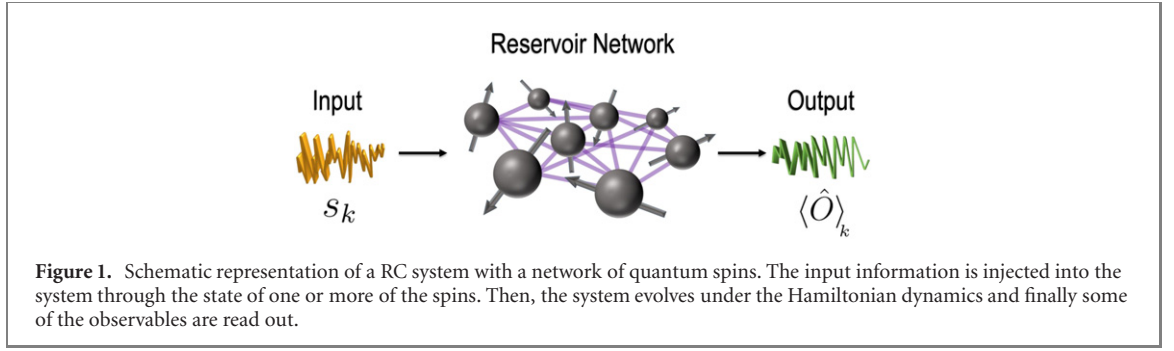 Reservoir Network
Input
Output
s_k
⟨Ô⟩_k
Figure 1. Schematic representation of a RC system with a network of quantum spins. The input information is injected into the
system through the state of one or more of the spins. Then, the system evolves under the Hamiltonian dynamics and finally some
of the observables are read out.